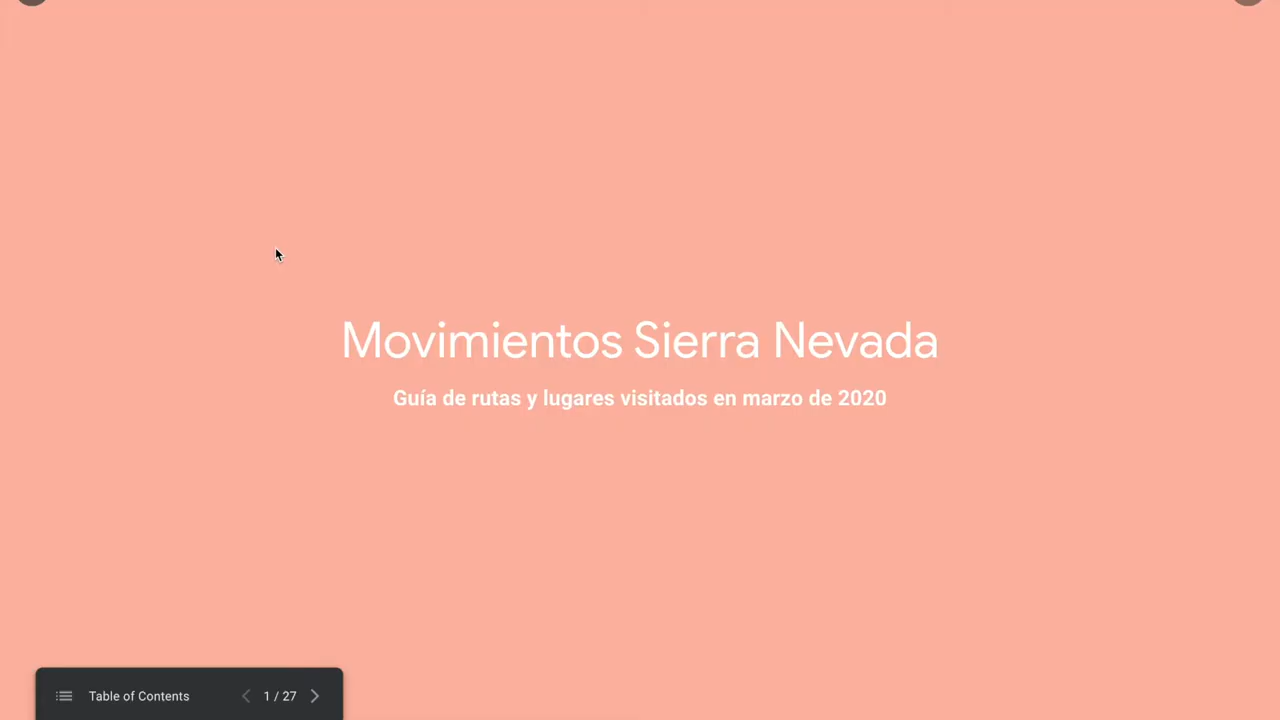 Movimientos Sierra Nevada
Guía de rutas y lugares visitados en marzo de 2020
Table of Contents 1 / 27